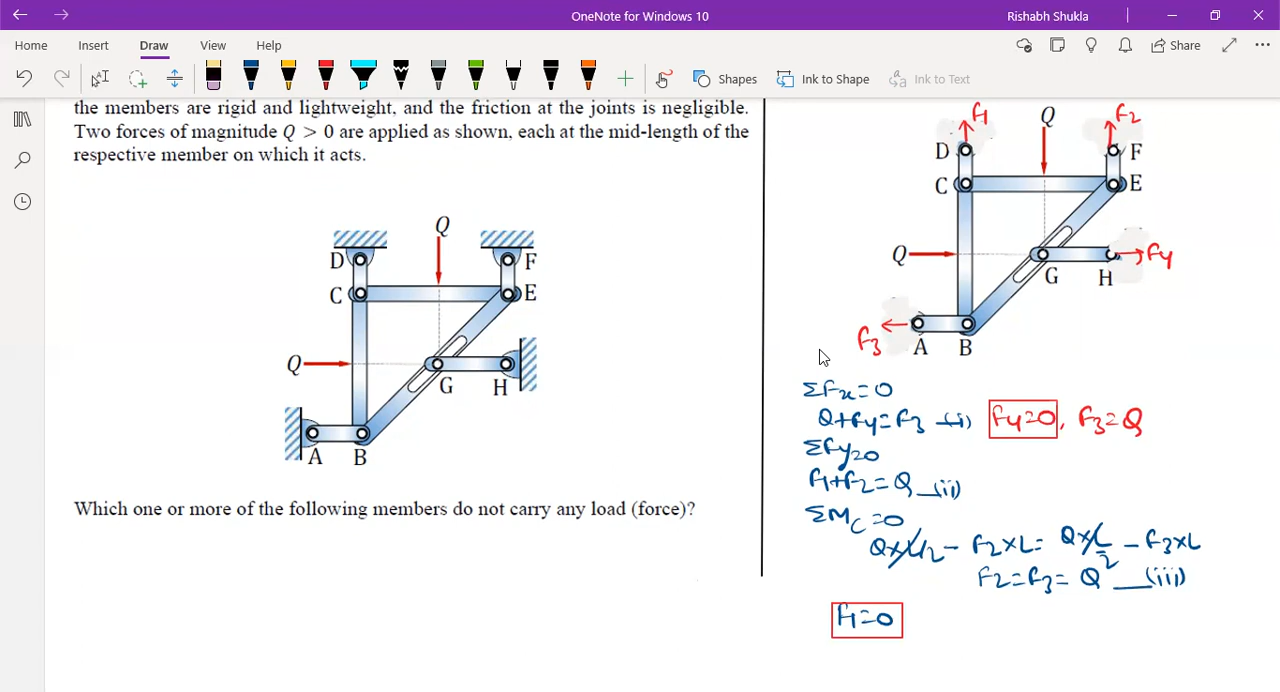 OneNote for Windows 10
Rishabh Shukla
Home Insert Draw View Help
Share
Shapes Ink to Shape Ink to Text
the members are rigid and lightweight, and the friction at the joints is negligible.
Two forces of magnitude Q > 0 are applied as shown, each at the mid-length of the
respective member on which it acts.
Q
D F
C E
Q
G H
A B
Which one or more of the following members do not carry any load (force)?
F1 Q F2
D F
C E
Q F4
G H
F3 A B
ΣFx=0
Q+F4=F3 —(i) F4=0, F3=Q
ΣFy=0
F1+F2=Q —(ii)
ΣMC=0
Q×L/2 - F2×L= Q×L/2 - F3×L
F2=F3=Q —(iii)
F1=0